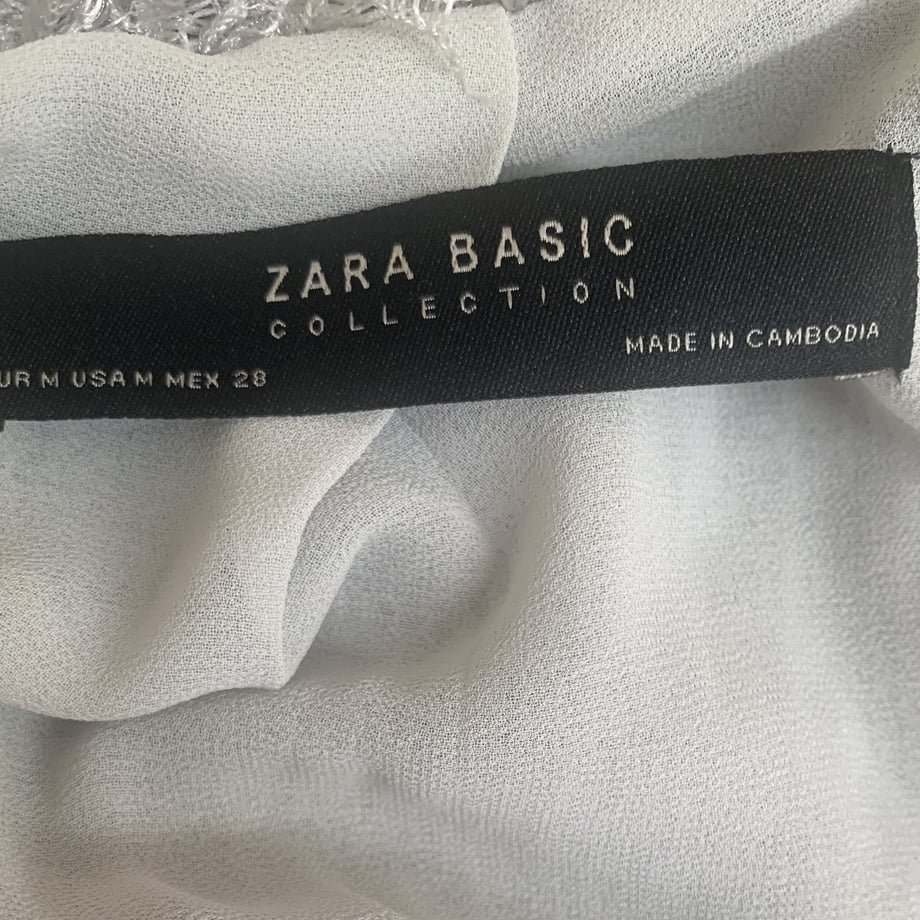 ZARA BASIC
COLLECTION
MADE IN CAMBODIA
UR M USA M MEX 28